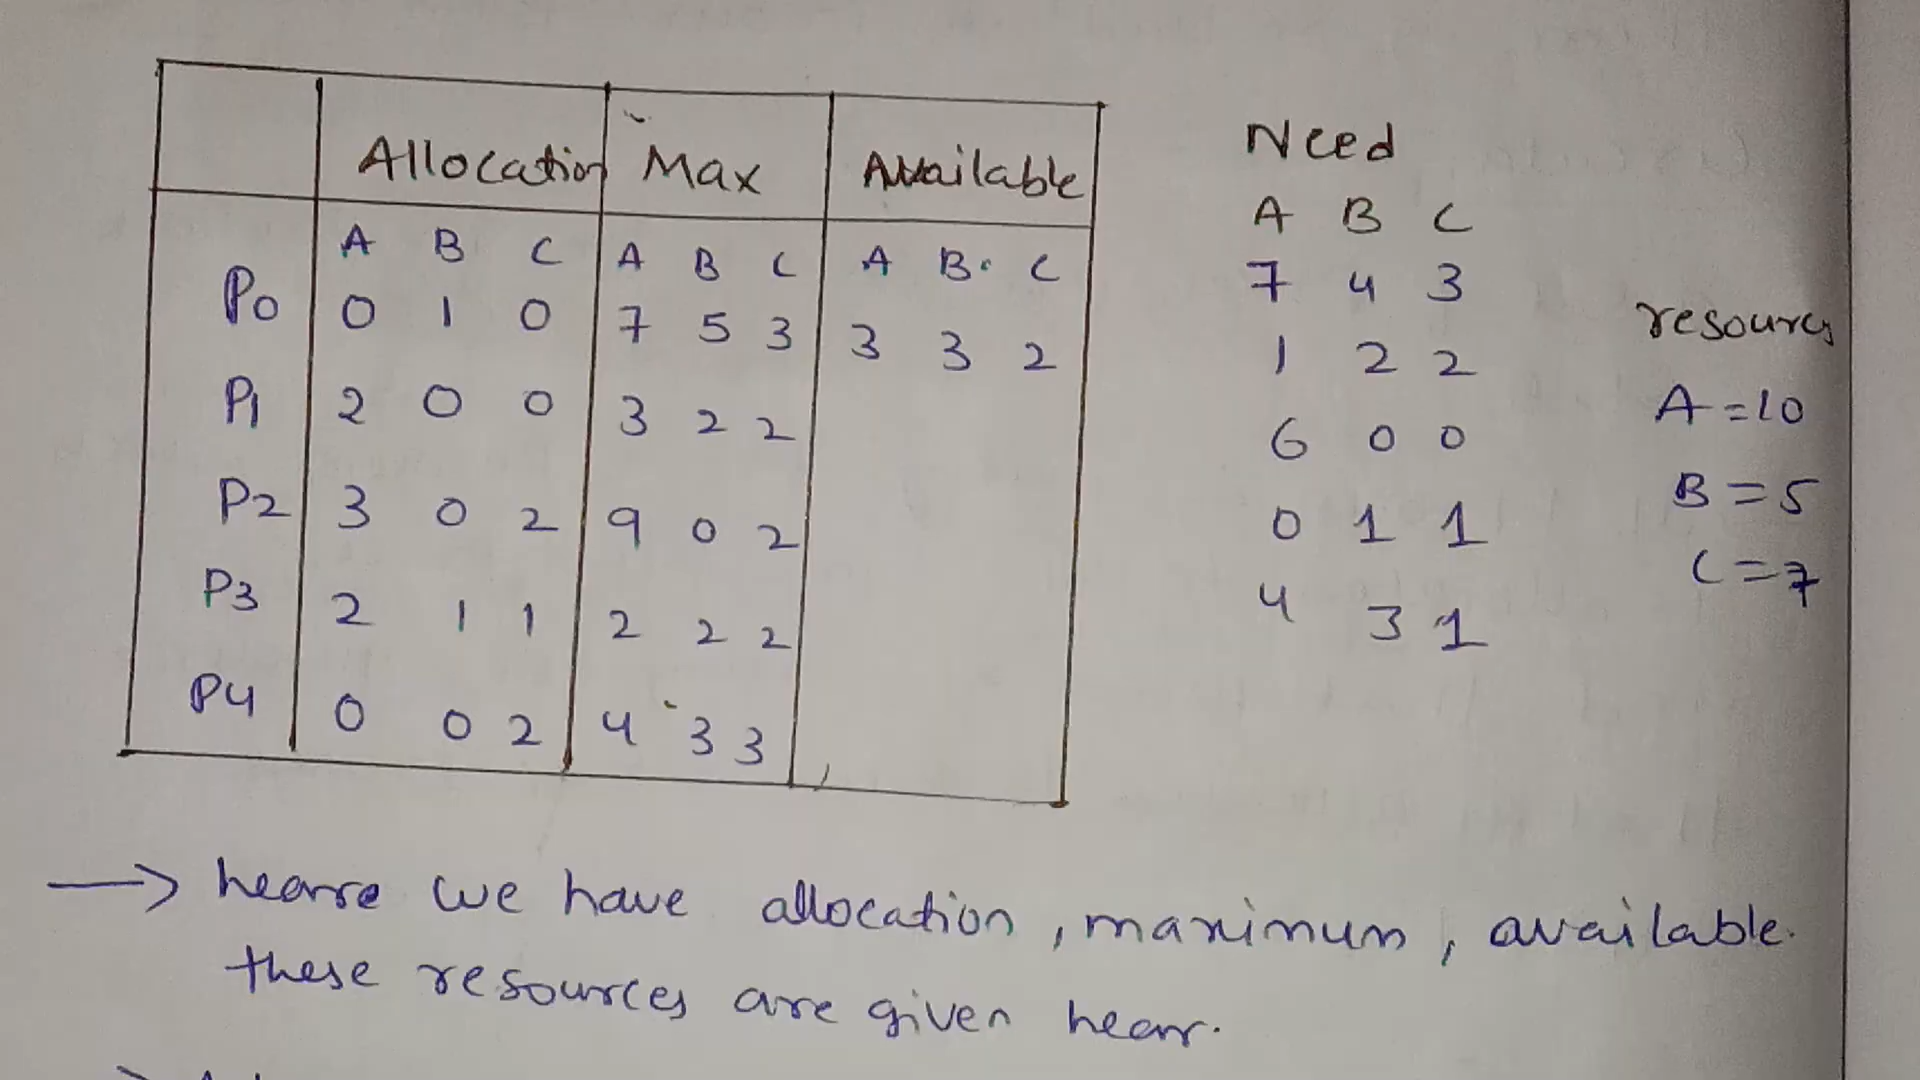 Allocation Max Available
A B C A B C A B C
P0 0 1 0 7 5 3 3 3 2
P1 2 0 0 3 2 2
P2 3 0 2 9 0 2
P3 2 1 1 2 2 2
P4 0 0 2 4 3 3
Need
A B C
7 4 3
1 2 2
6 0 0
0 1 1
4 3 1
A = 10
B = 5
C = 7
→ we have allocation, maximum, available.
these resources are given